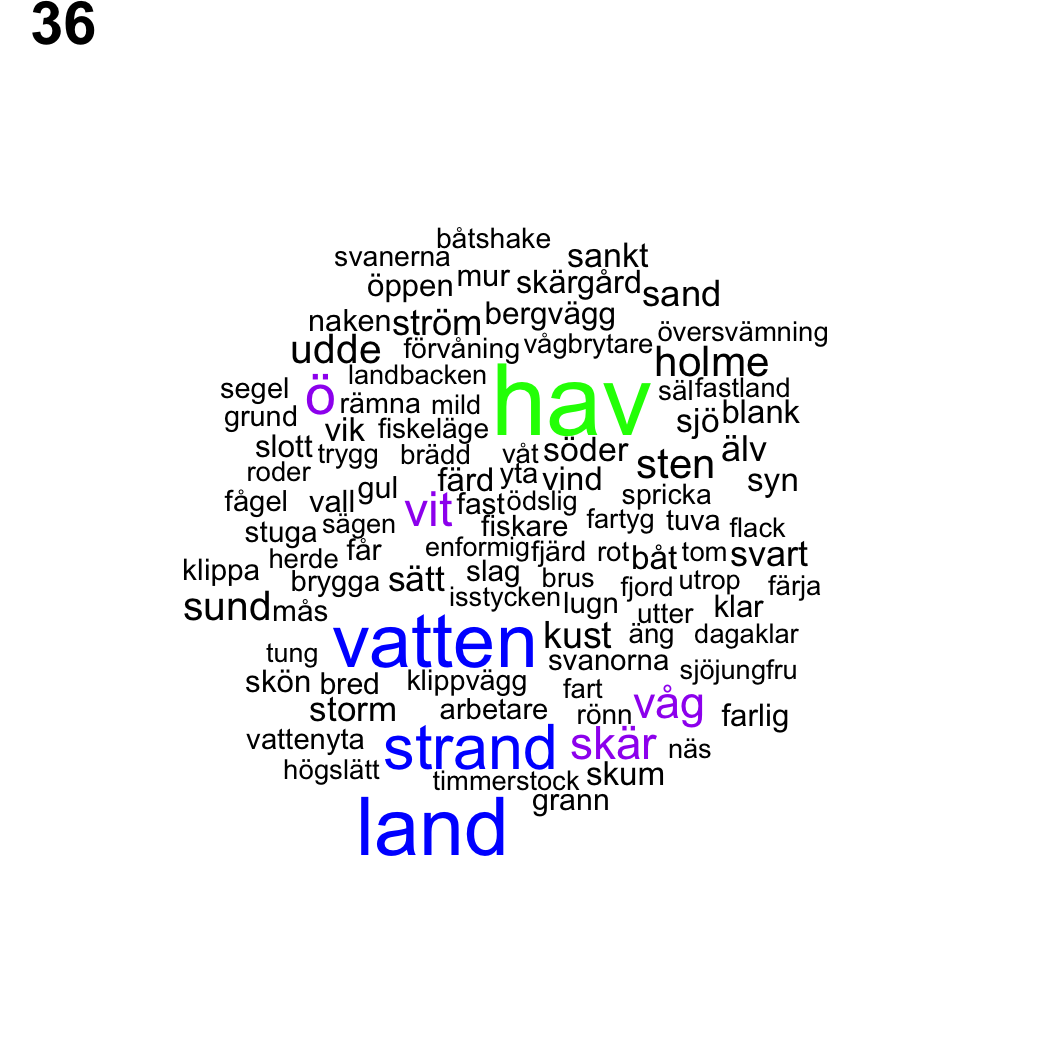 36
båtshake
svanerna sankt
öppen mur skärgård sand
naken ström bergvägg översvämning
udde förvåning vågbrytare holme
segel ö landbacken hav säl fastland
grund rämna mild sjö blank
vik fiskeläge
slott trygg brädd våt söder sten älv
roder färd yta vind syn
fågel vall gul vit fast ödslig spricka
stuga sägen fiskare fartyg tuva flack
herde får enformig fjärd rot båt tom svart
klippa brygga sätt slag brus fjord utrop färja
sund mås isstycken lugn utter klar
vatten kust äng dagaklar
tung svanorna sjöjungfru
skön bred klippvägg fart
storm arbetare rönn våg farlig
vattenyta strand skär näs
högslätt timmerstock skum
land grann